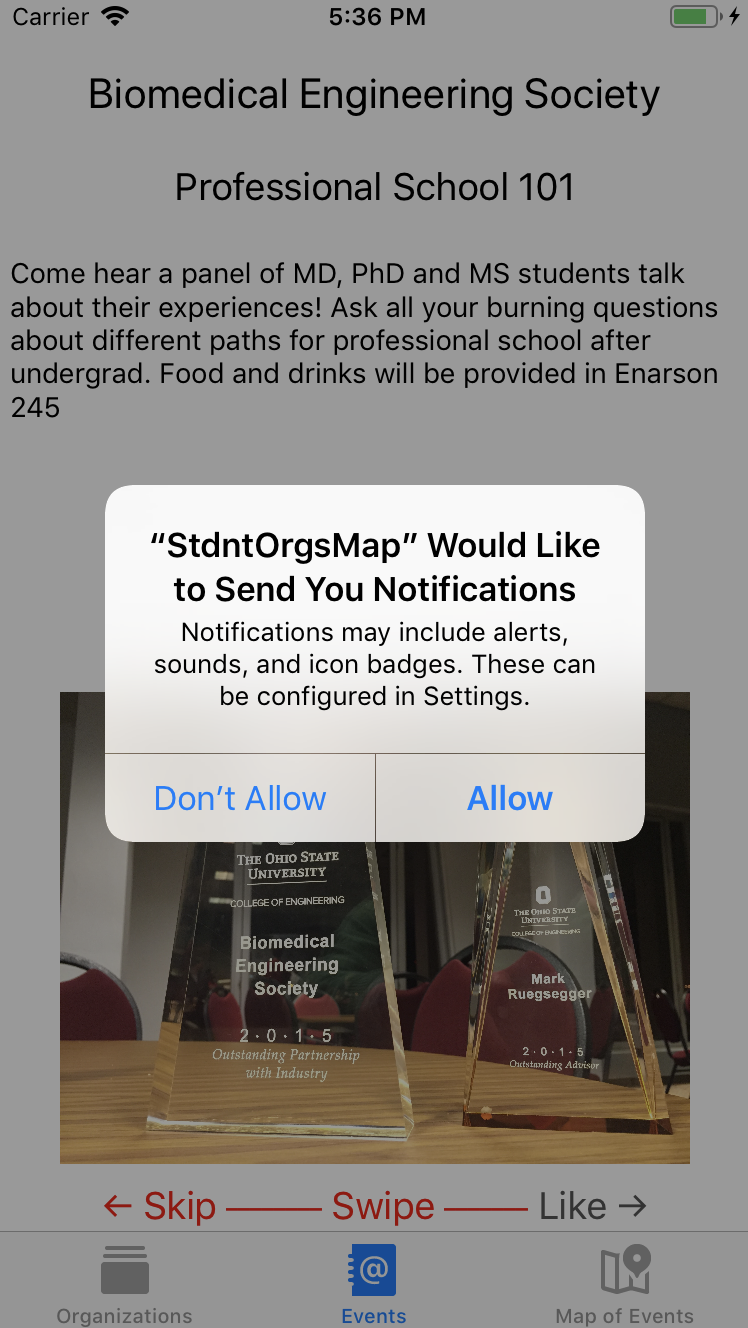 Carrier 5:36 PM
Biomedical Engineering Society
Professional School 101
Come hear a panel of MD, PhD and MS students talk
about their experiences! Ask all your burning questions
about different paths for professional school after
undergrad. Food and drinks will be provided in Enarson
245
“StdntOrgsMap” Would Like
to Send You Notifications
Notifications may include alerts,
sounds, and icon badges. These can
be configured in Settings.
Don’t Allow
Allow
THE OHIO STATE
UNIVERSITY
COLLEGE OF ENGINEERING
Biomedical
Engineering
Society
2·0·1·5
Outstanding Partnership
with Industry
THE OHIO STATE
UNIVERSITY
COLLEGE OF ENGINEERING
Mark
Ruegsegger
2·0·1·5
Outstanding Advisor
← Skip —— Swipe —— Like →
Organizations
Events
Map of Events